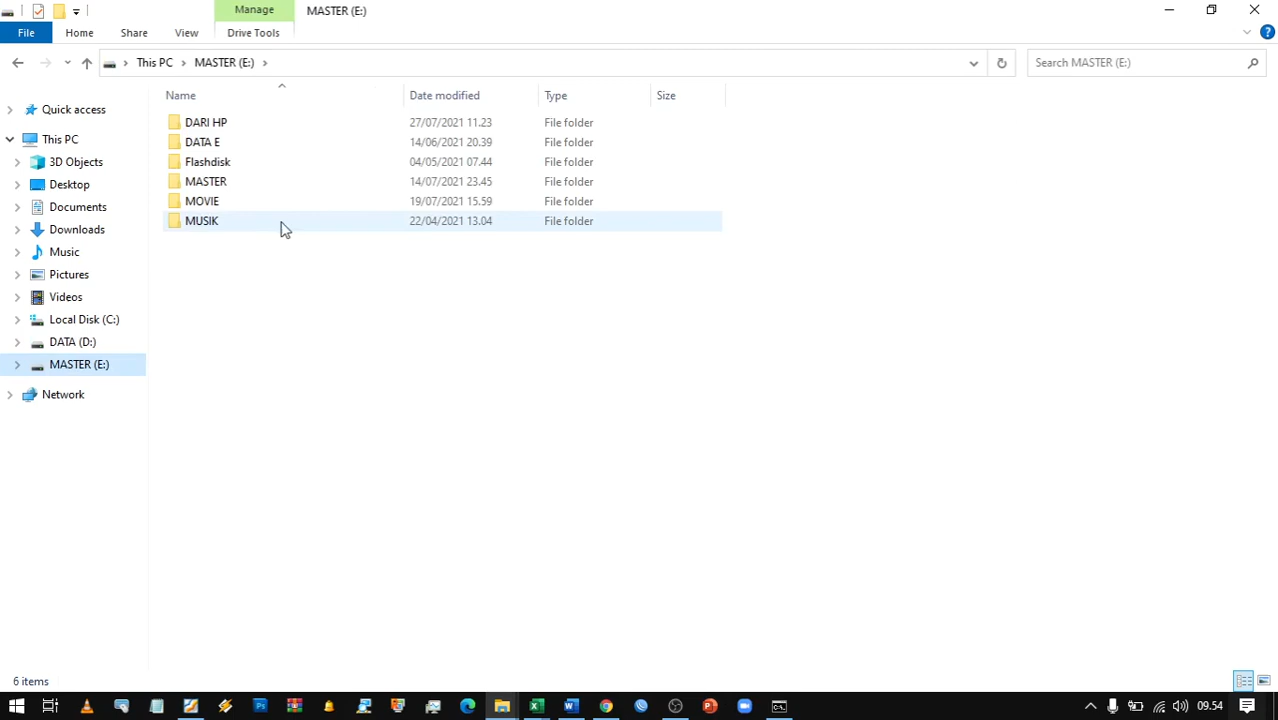 Manage
MASTER (E:)
File
Home
Share
View
Drive Tools
This PC
MASTER (E:)
Search MASTER (E:)
Name
Date modified
Type
Size
Quick access
This PC
3D Objects
Desktop
Documents
Downloads
Music
Pictures
Videos
Local Disk (C:)
DATA (D:)
MASTER (E:)
Network
DARI HP 27/07/2021 11.23 File folder
DATA E 14/06/2021 20.39 File folder
Flashdisk 04/05/2021 07.44 File folder
MASTER 14/07/2021 23.45 File folder
MOVIE 19/07/2021 15.59 File folder
MUSIK 22/04/2021 13.04 File folder
6 items
09.54